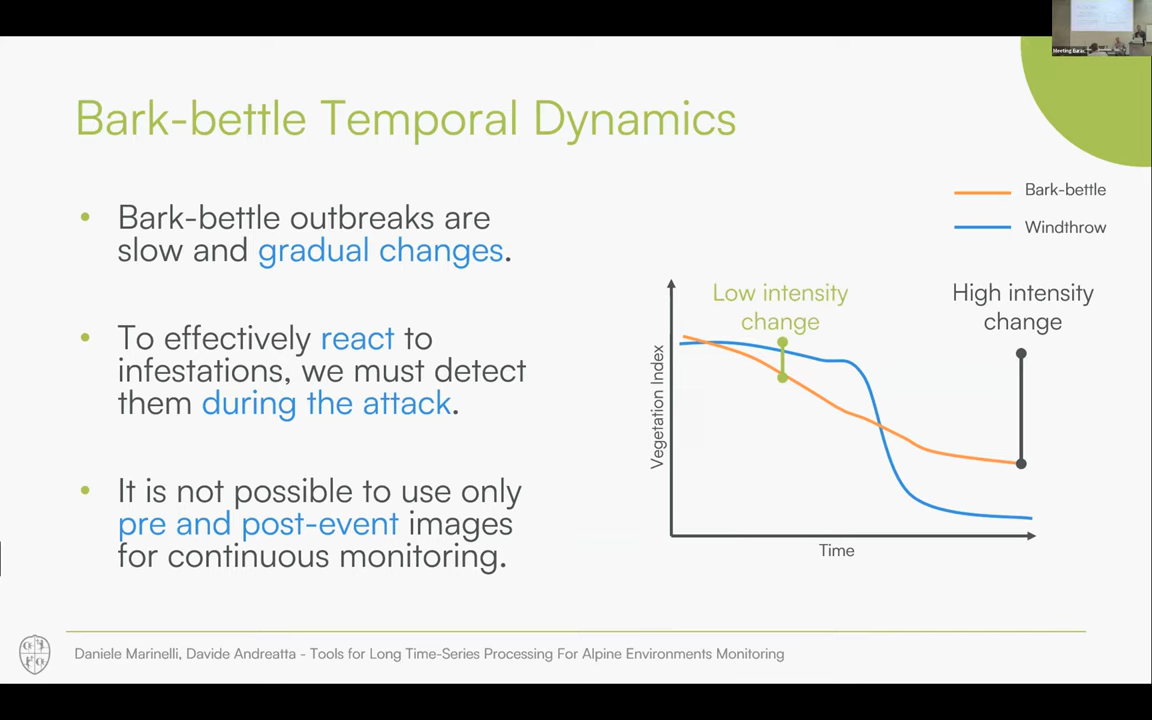 Bark-bettle Temporal Dynamics
• Bark-bettle outbreaks are
slow and gradual changes.
• To effectively react to
infestations, we must detect
them during the attack.
• It is not possible to use only
pre and post-event images
for continuous monitoring.
Bark-bettle
Windthrow
Low intensity
change
High intensity
change
Vegetation Index
Time
Daniele Marinelli, Davide Andreatta - Tools for Long Time-Series Processing For Alpine Environments Monitoring